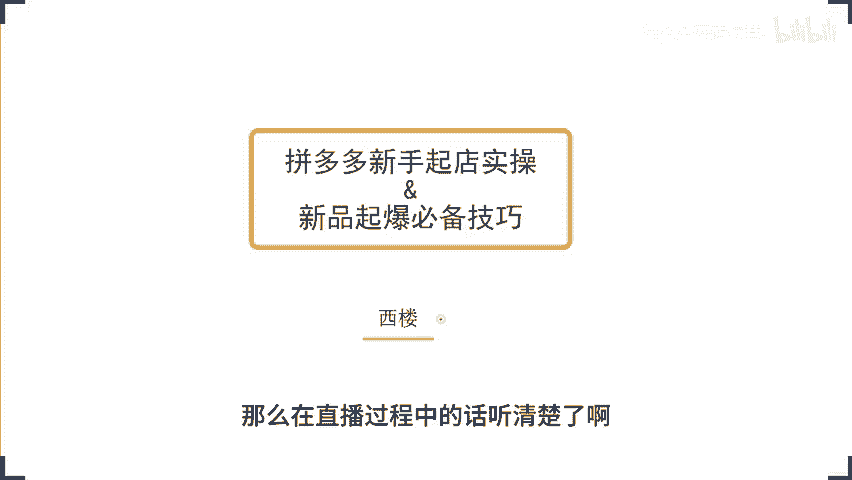 bilibili
拼多多新手起店实操
&
新品起爆必备技巧
西楼
那么在直播过程中的话听清楚了啊